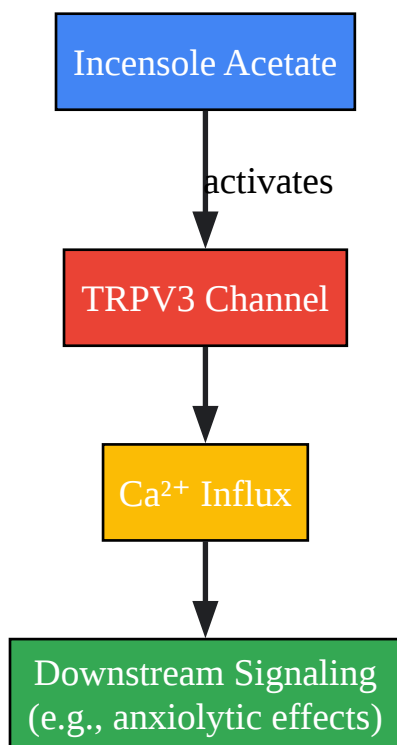 Incensole Acetate
activates
TRPV3 Channel
Ca²⁺ Influx
Downstream Signaling
(e.g., anxiolytic effects)